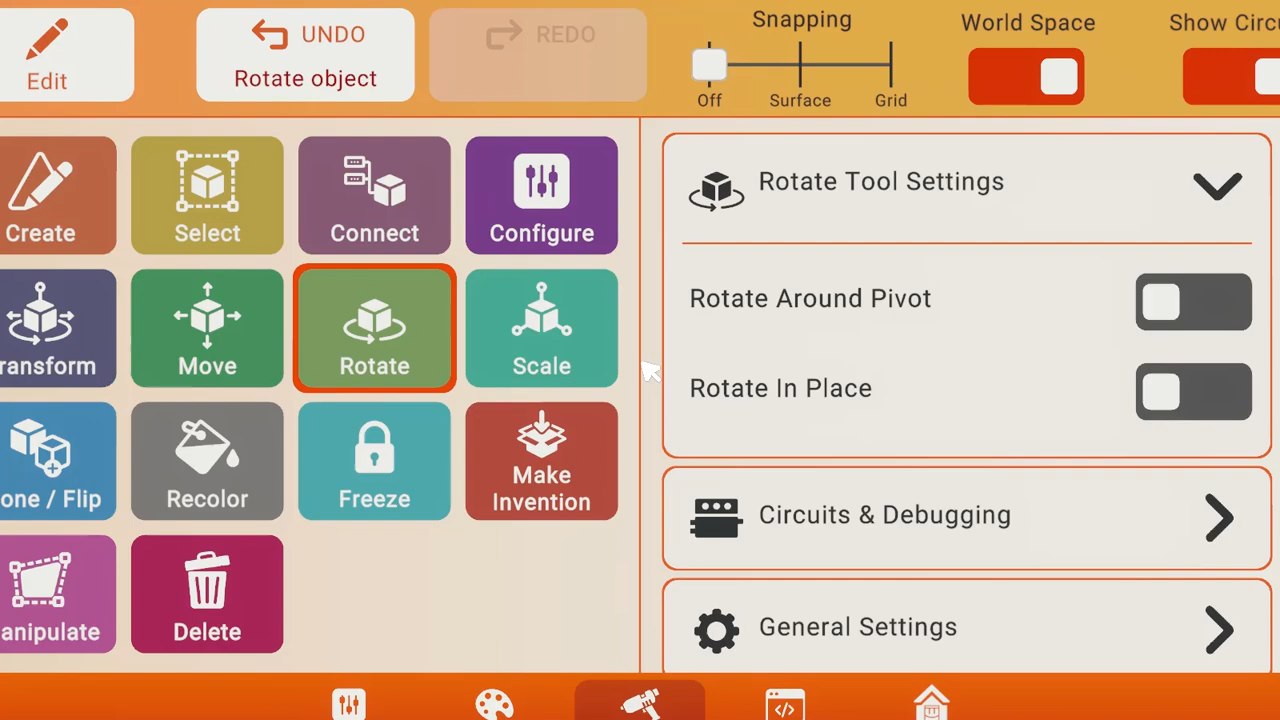 Edit
UNDO
Rotate object
REDO
Snapping
Off
Surface
Grid
World Space
Show Circu
Create
Select
Connect
Configure
ransform
Move
Rotate
Scale
one / Flip
Recolor
Freeze
Make
Invention
anipulate
Delete
Rotate Tool Settings
Rotate Around Pivot
Rotate In Place
Circuits & Debugging
General Settings